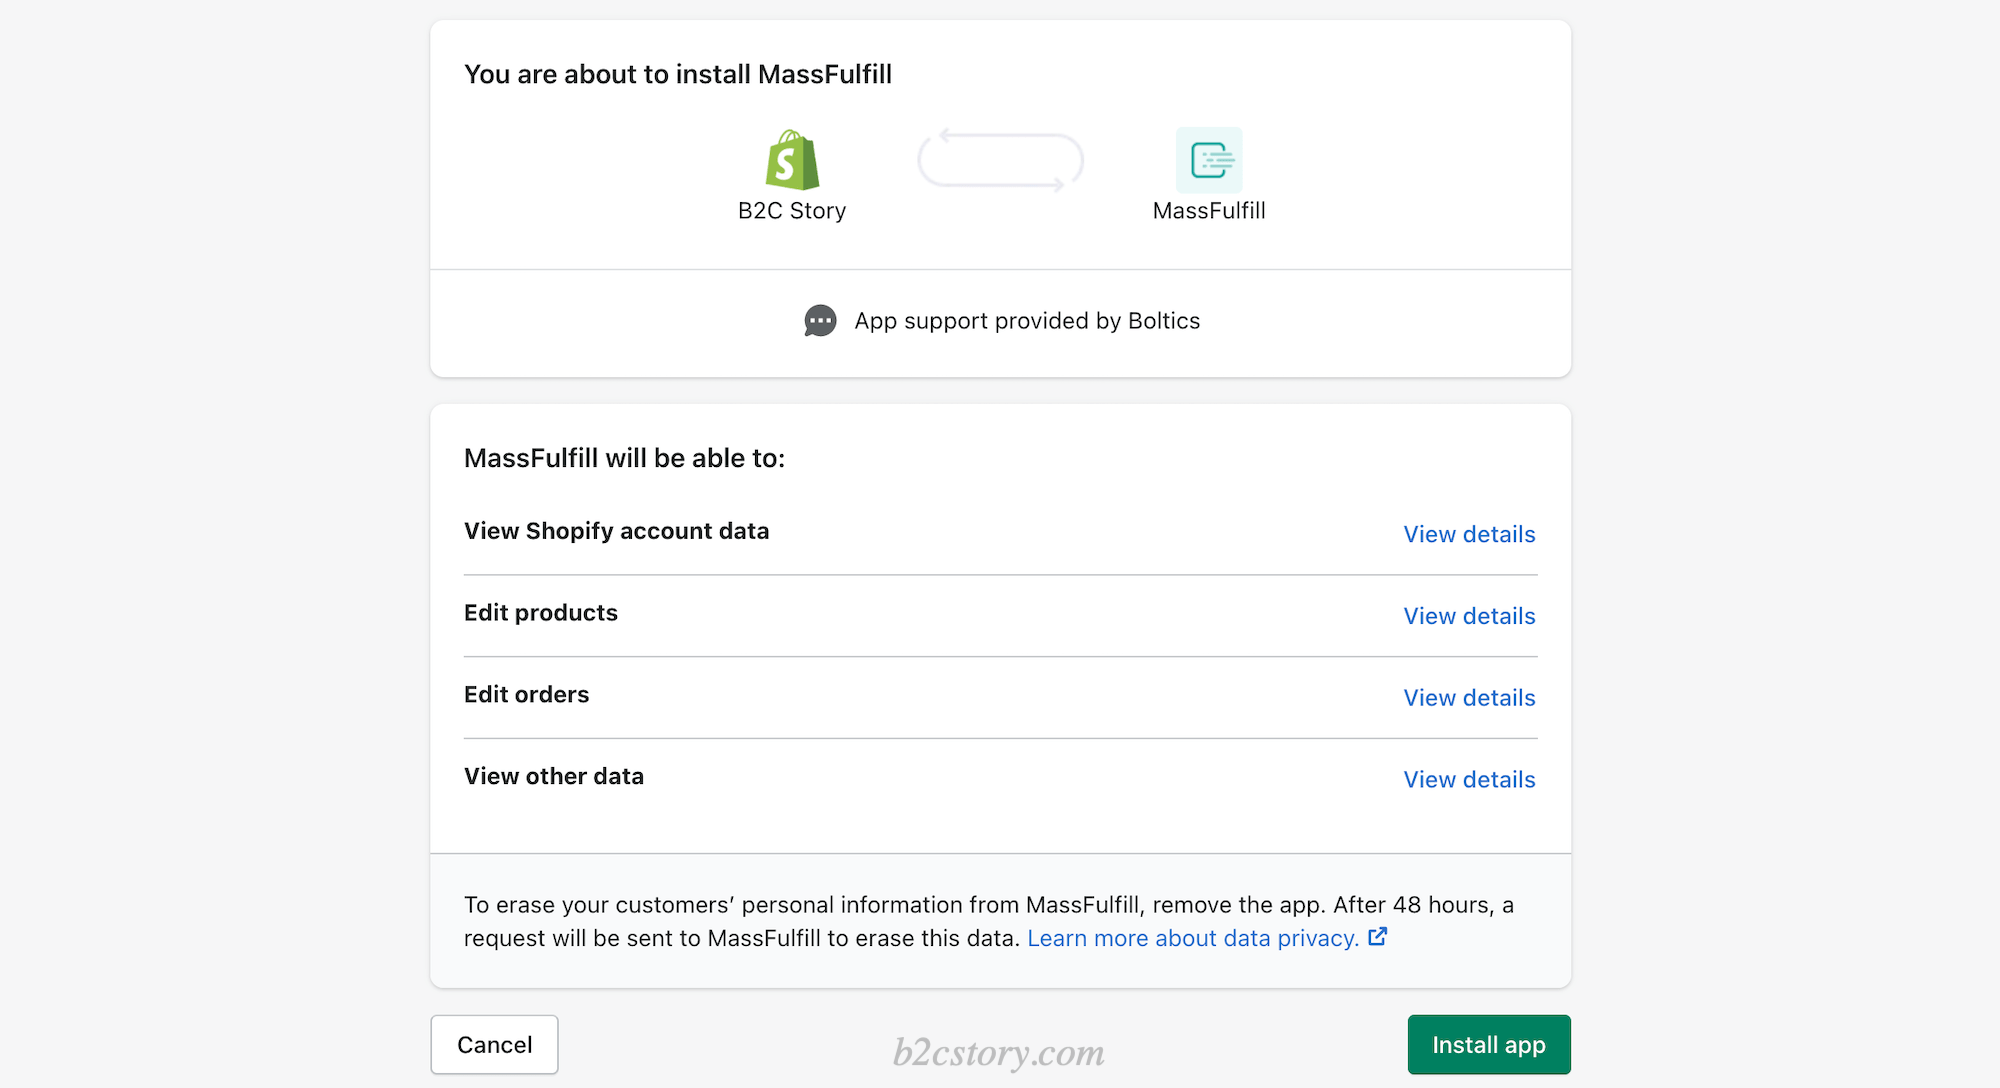 You are about to install MassFulfill
B2C Story
MassFulfill
App support provided by Boltics
MassFulfill will be able to:
View Shopify account data
View details
Edit products
View details
Edit orders
View details
View other data
View details
To erase your customers’ personal information from MassFulfill, remove the app. After 48 hours, a
request will be sent to MassFulfill to erase this data. Learn more about data privacy.
Cancel
b2cstory.com
Install app